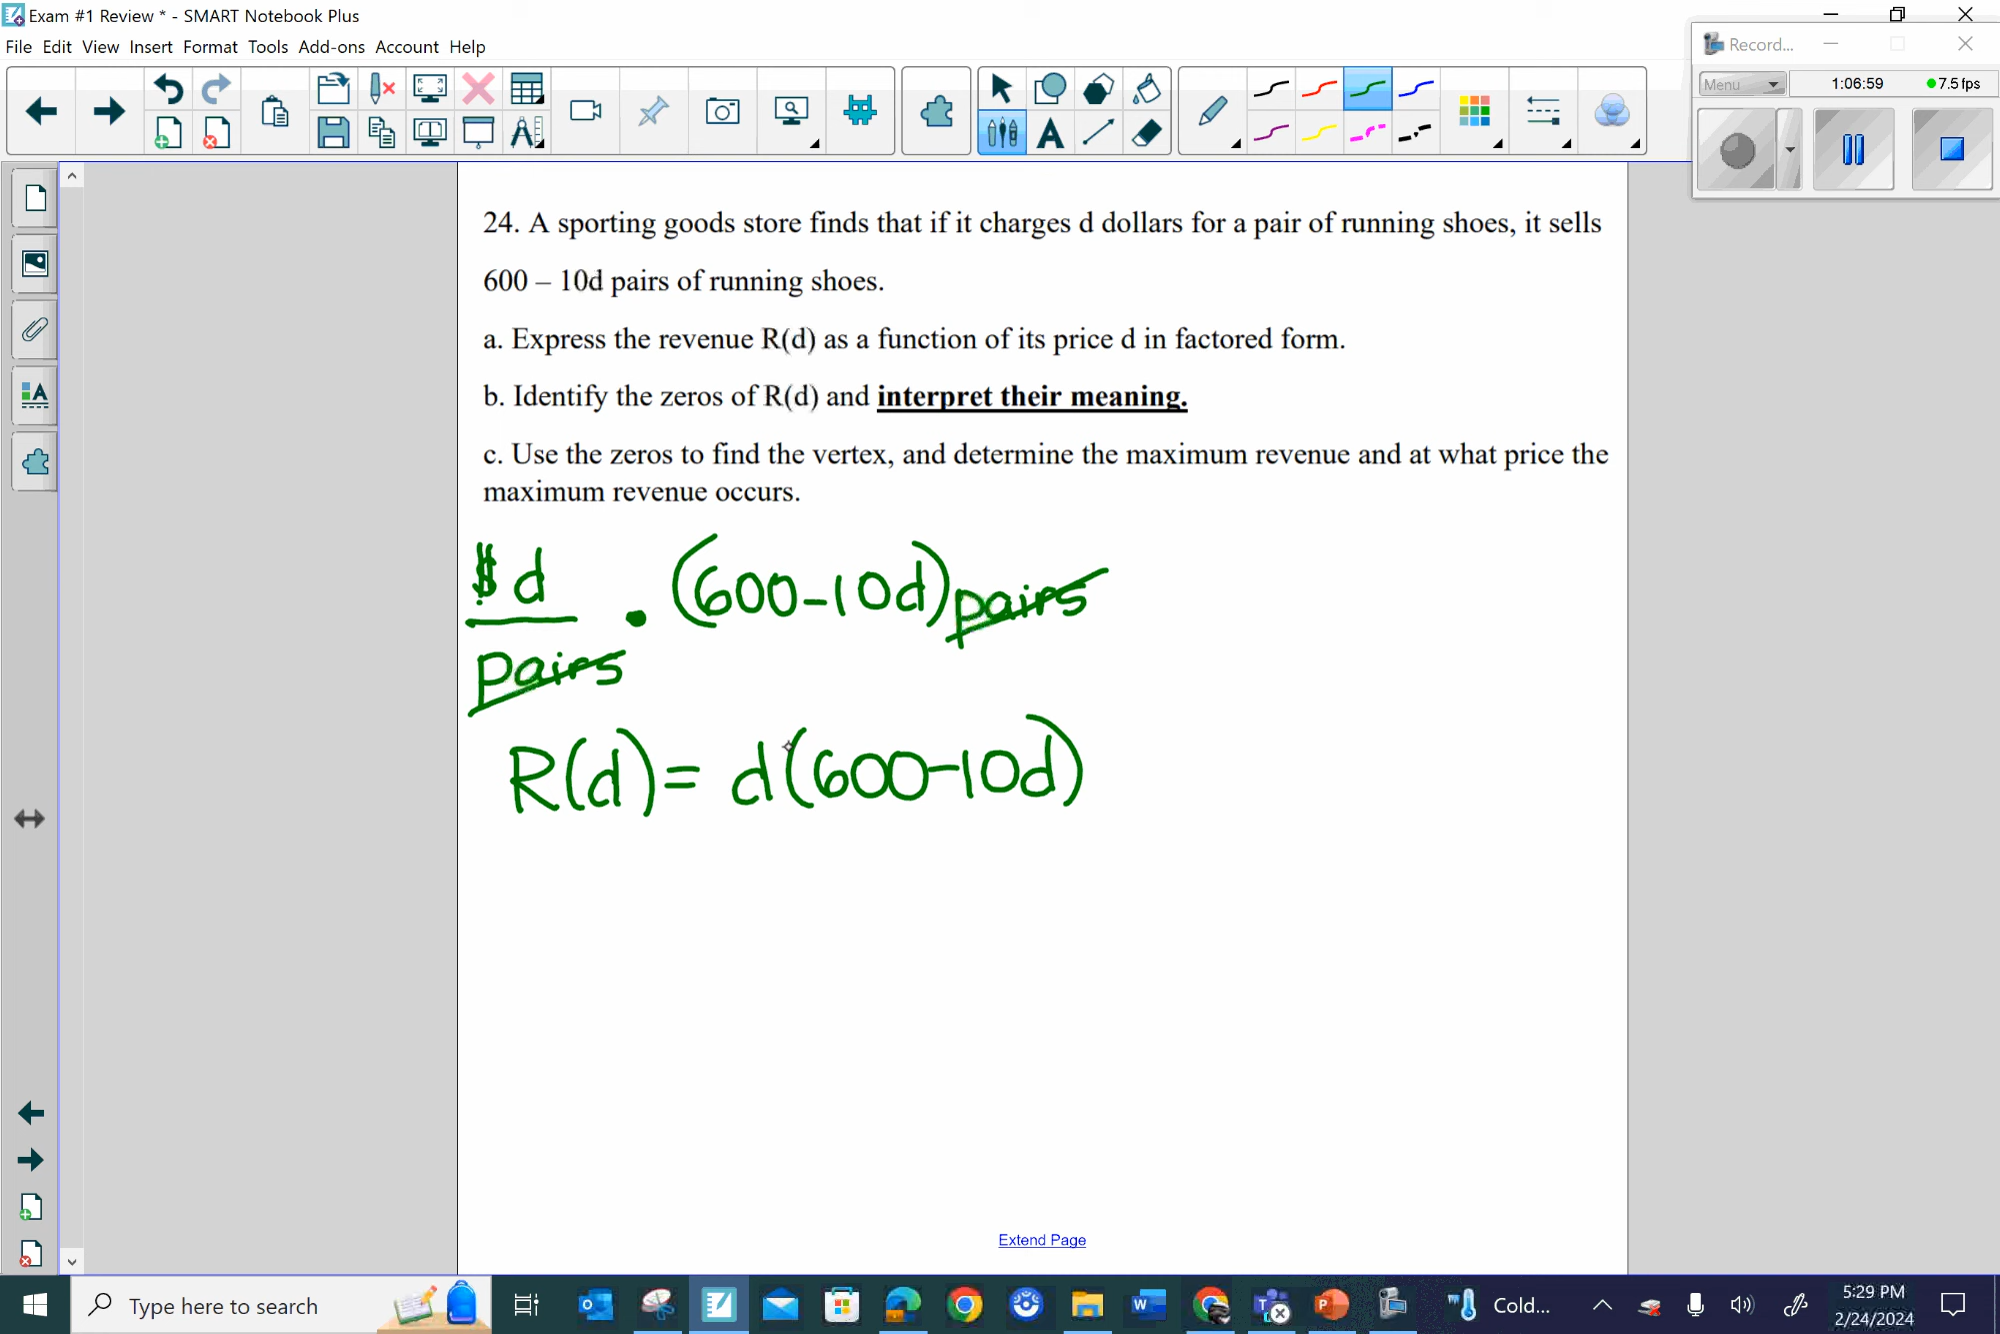 Exam #1 Review * - SMART Notebook Plus
File Edit View Insert Format Tools Add-ons Account Help
Record...
Menu
1:06:59
7.5 fps
24. A sporting goods store finds that if it charges d dollars for a pair of running shoes, it sells
600 – 10d pairs of running shoes.
a. Express the revenue R(d) as a function of its price d in factored form.
b. Identify the zeros of R(d) and interpret their meaning.
c. Use the zeros to find the vertex, and determine the maximum revenue and at what price the
maximum revenue occurs.
$ d · (600-10d) pairs
pairs
R(d) = d(600-10d)
Extend Page
Type here to search
Cold...
5:29 PM
2/24/2024